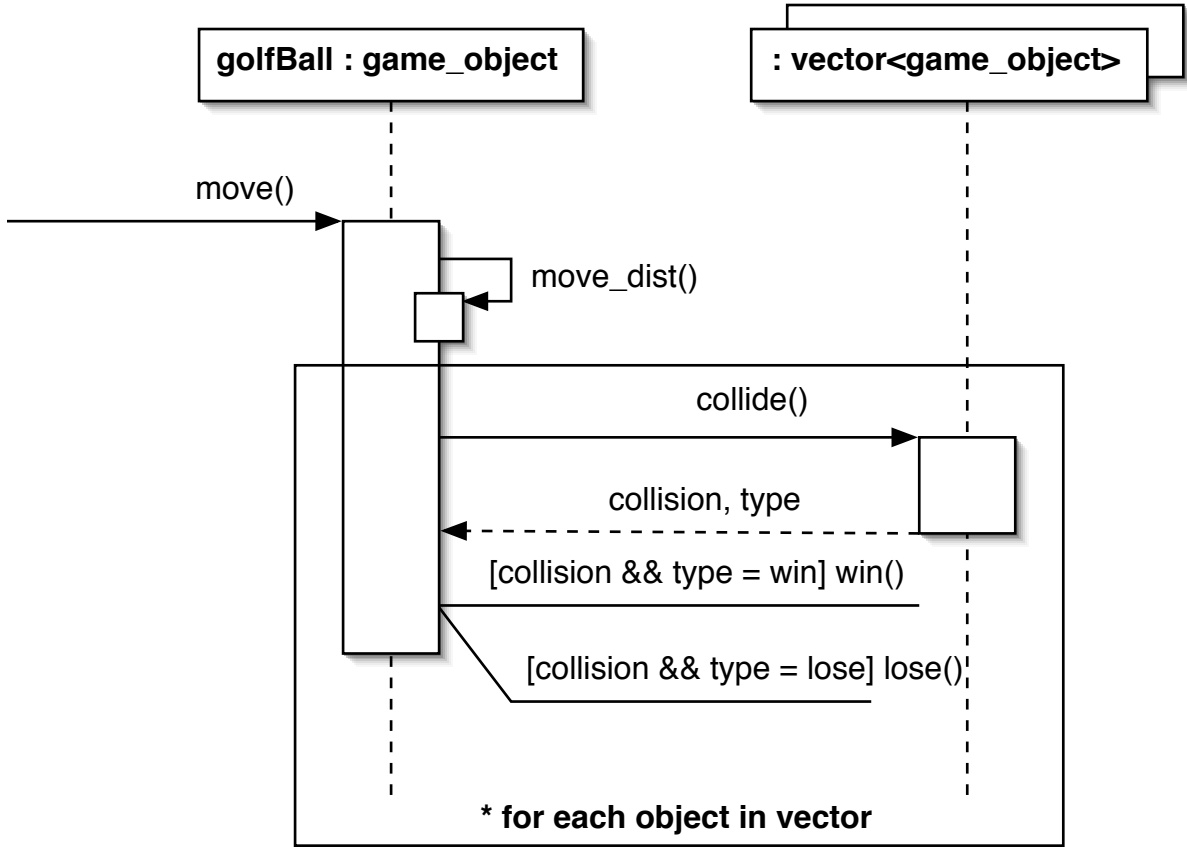 golfBall : game_object
: vector<game_object>
move()
move_dist()
collide()
collision, type
[collision && type = win] win()
[collision && type = lose] lose()
* for each object in vector